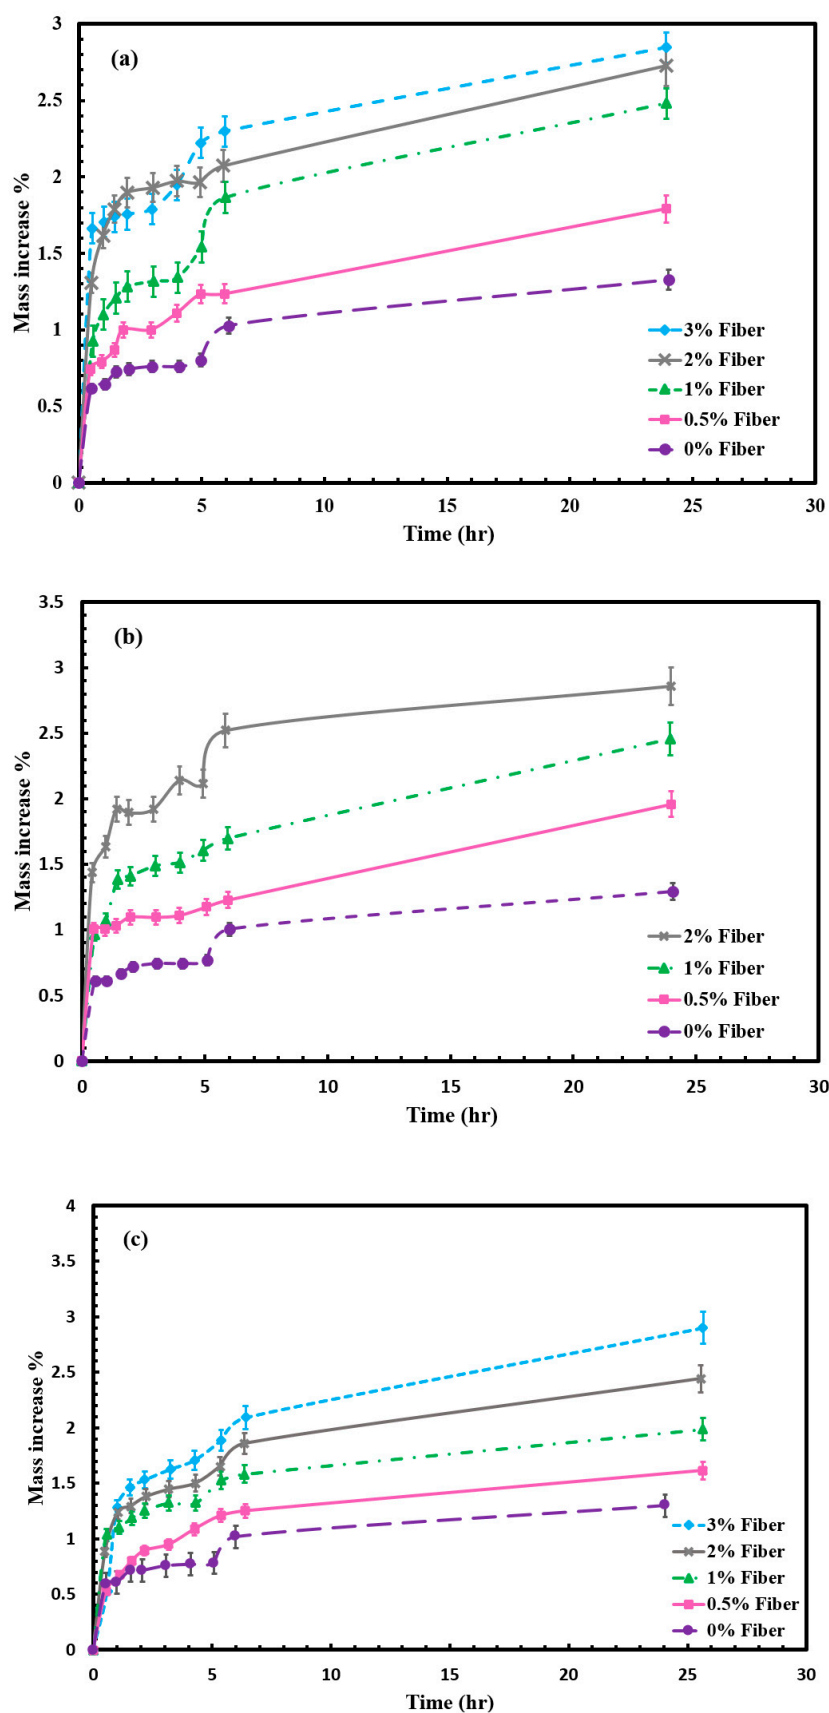 3
(a)
2.5
2
1.5
1
0.5
0
Mass increase %
3% Fiber
2% Fiber
1% Fiber
0.5% Fiber
0% Fiber
0 5 10 15 20 25 30
Time (hr)
3.5
(b)
3
2.5
2
1.5
1
0.5
0
Mass increase %
2% Fiber
1% Fiber
0.5% Fiber
0% Fiber
0 5 10 15 20 25 30
Time (hr)
4
(c)
3.5
3
2.5
2
1.5
1
0.5
0
Mass increase %
3% Fiber
2% Fiber
1% Fiber
0.5% Fiber
0% Fiber
0 5 10 15 20 25 30
Time (hr)